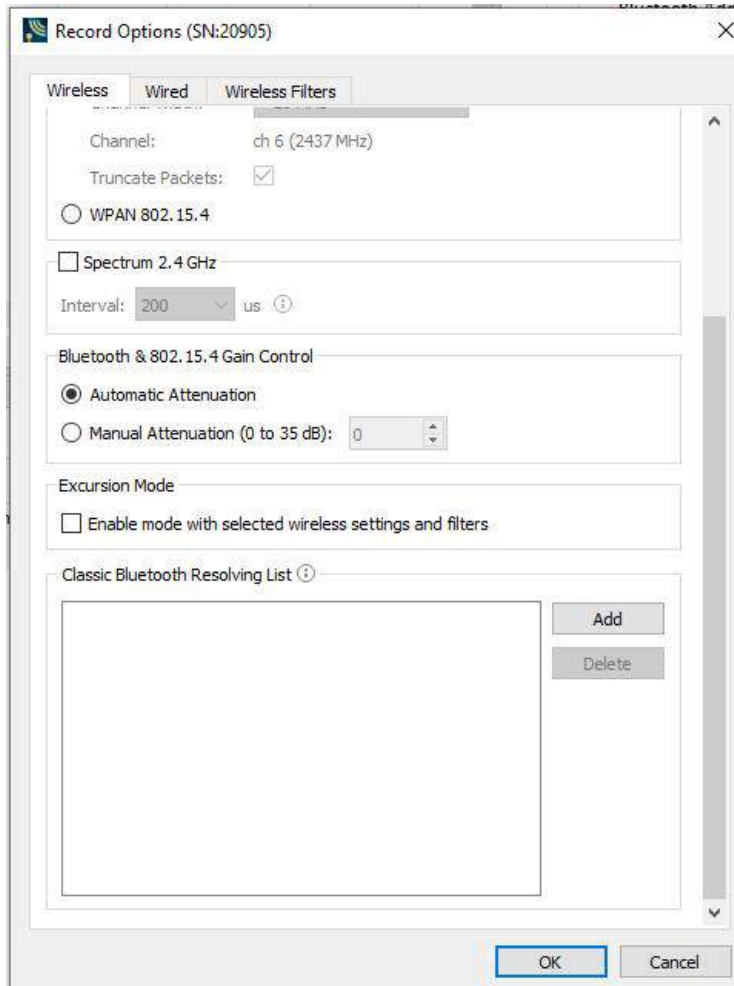 Record Options (SN:20905)
Wireless Wired Wireless Filters
Channel: ch 6 (2437 MHz)
Truncate Packets:
WPAN 802.15.4
Spectrum 2.4 GHz
Interval: 200 us
Bluetooth & 802.15.4 Gain Control
Automatic Attenuation
Manual Attenuation (0 to 35 dB): 0
Excursion Mode
Enable mode with selected wireless settings and filters
Classic Bluetooth Resolving List
Add
Delete
OK Cancel